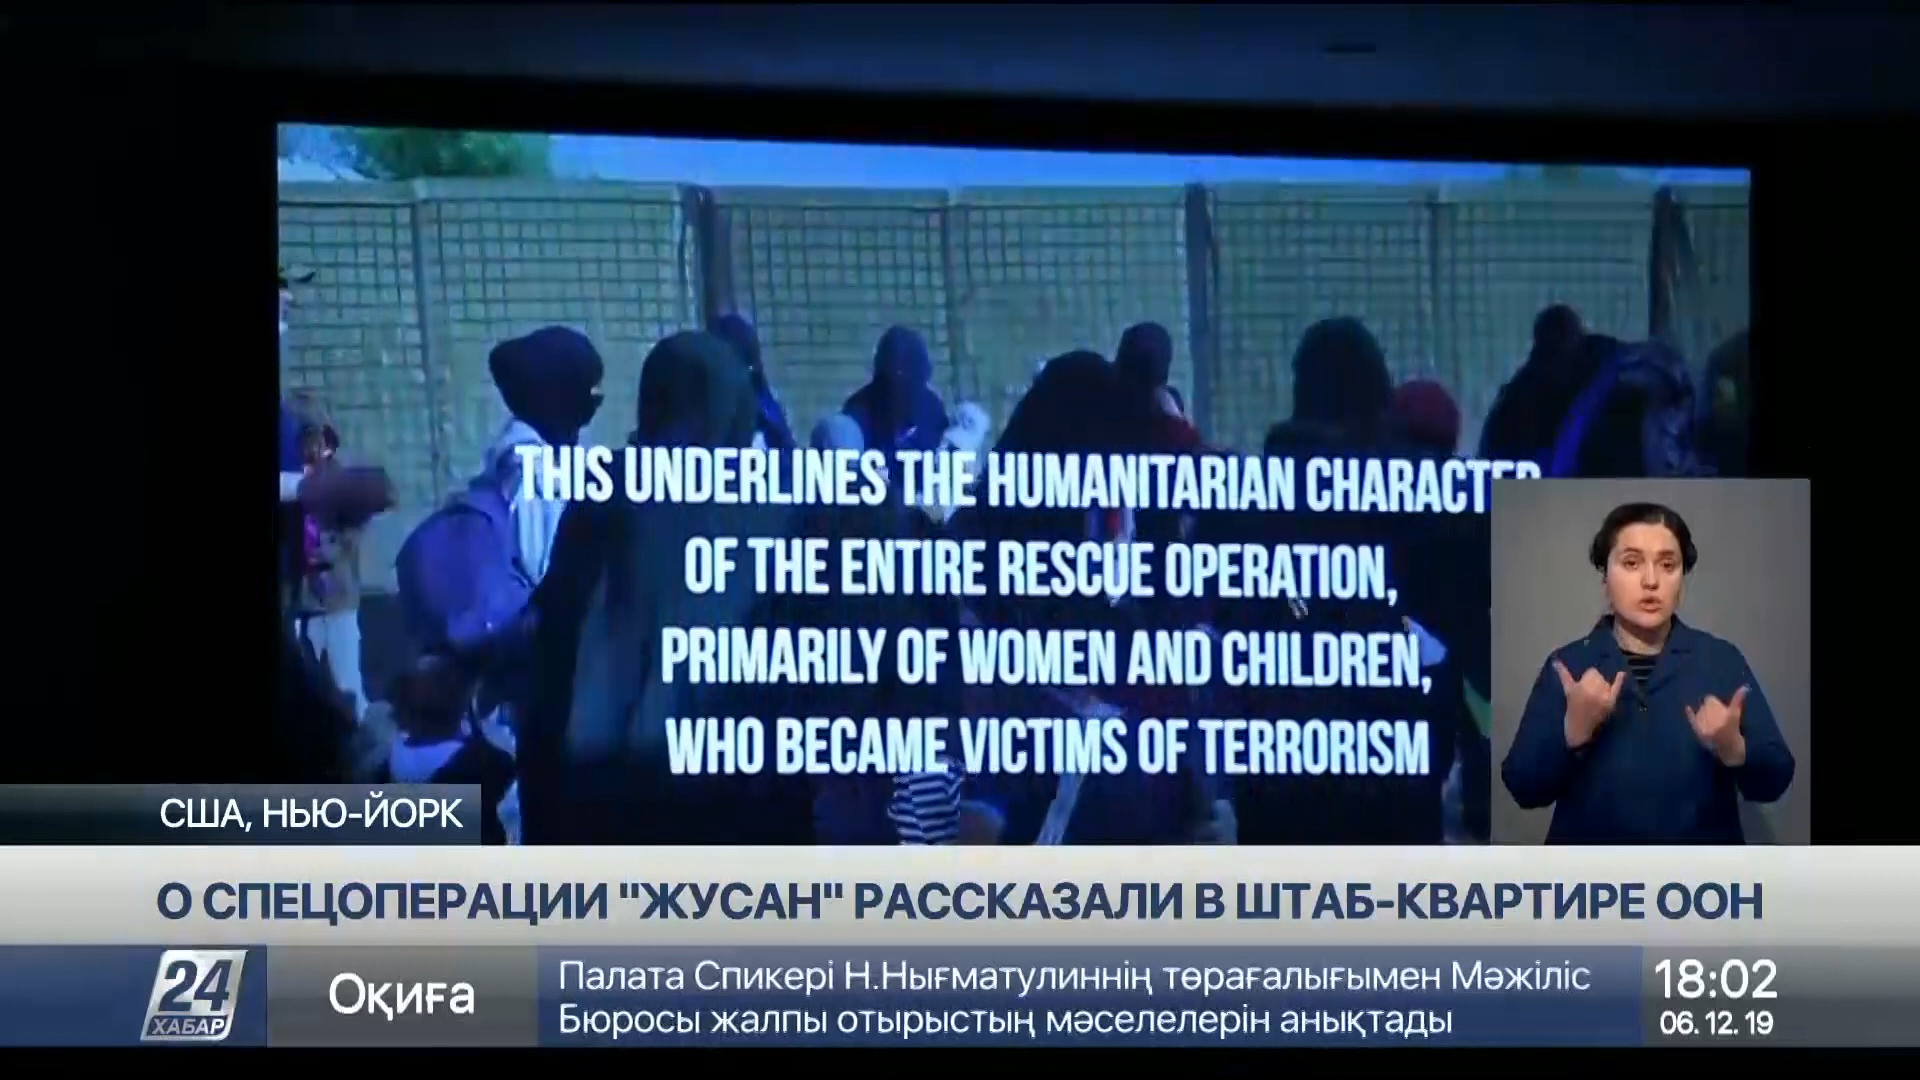 THIS UNDERLINES THE HUMANITARIAN CHARACTER
OF THE ENTIRE RESCUE OPERATION,
PRIMARILY OF WOMEN AND CHILDREN,
WHO BECAME VICTIMS OF TERRORISM
США, НЬЮ-ЙОРК
О СПЕЦОПЕРАЦИИ "ЖУСАН" РАССКАЗАЛИ В ШТАБ-КВАРТИРЕ ООН
24
ХАБАР
Оқиға
Палата Спикері Н.Нығматулиннің төрағалығымен Мәжіліс
Бюросы жалпы отырыстың мәселелерін анықтады
18:02
06.12.19